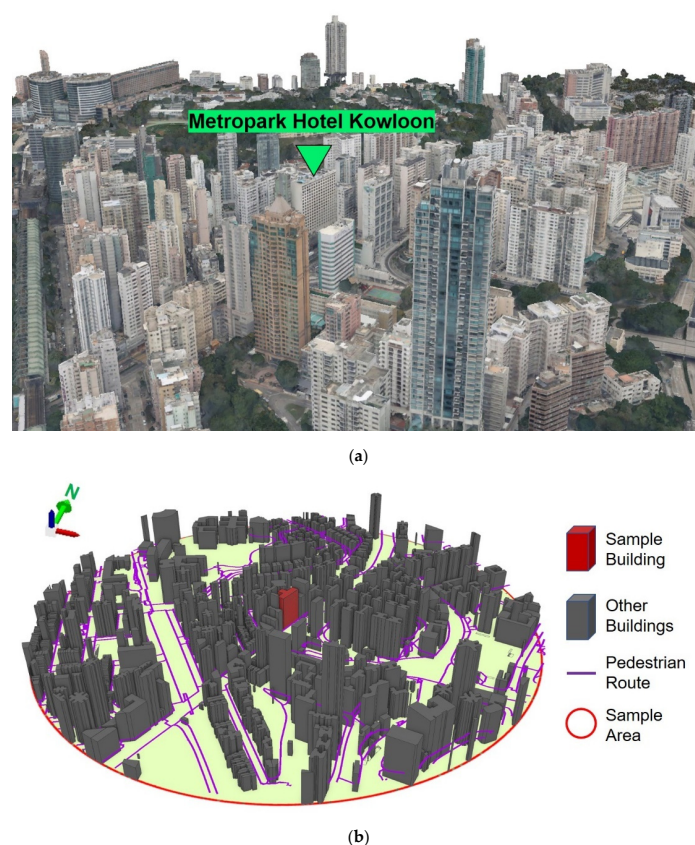 Metropark Hotel Kowloon
(a)
N
Sample
Building
Other
Buildings
Pedestrian
Route
Sample
Area
(b)